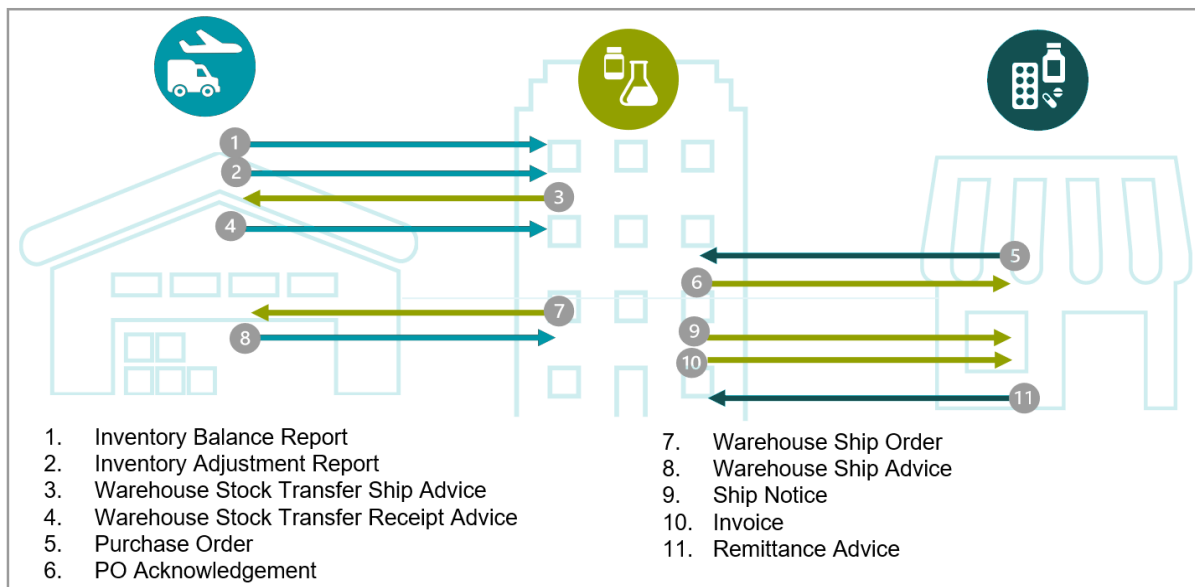 1
2
3
4
5
6
7
8
9
10
11
1. Inventory Balance Report
2. Inventory Adjustment Report
3. Warehouse Stock Transfer Ship Advice
4. Warehouse Stock Transfer Receipt Advice
5. Purchase Order
6. PO Acknowledgement
7. Warehouse Ship Order
8. Warehouse Ship Advice
9. Ship Notice
10. Invoice
11. Remittance Advice